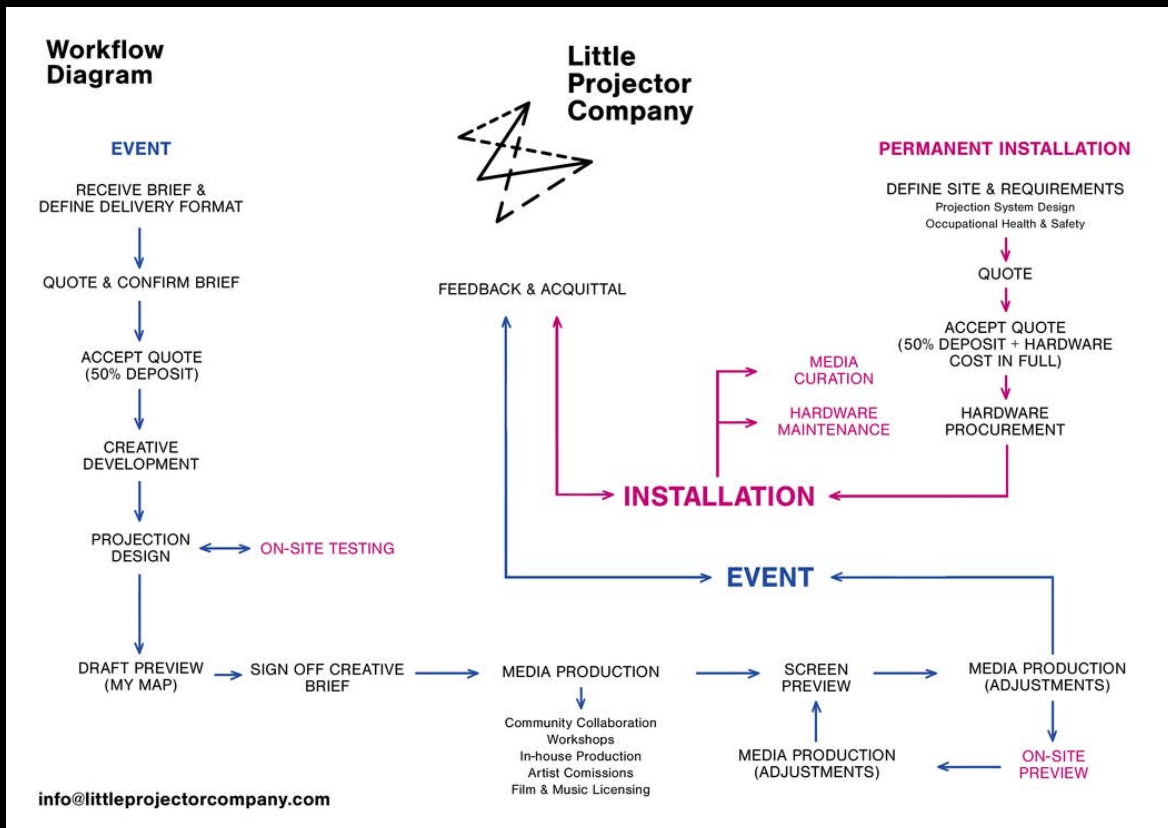 Workflow
Diagram
Little
Projector
Company
EVENT
RECEIVE BRIEF &
DEFINE DELIVERY FORMAT
QUOTE & CONFIRM BRIEF
ACCEPT QUOTE
(50% DEPOSIT)
CREATIVE
DEVELOPMENT
PROJECTION
DESIGN
ON-SITE TESTING
DRAFT PREVIEW
(MY MAP)
SIGN OFF CREATIVE
BRIEF
MEDIA PRODUCTION
Community Collaboration
Workshops
In-house Production
Artist Comissions
Film & Music Licensing
SCREEN
PREVIEW
MEDIA PRODUCTION
(ADJUSTMENTS)
ON-SITE
PREVIEW
MEDIA PRODUCTION
(ADJUSTMENTS)
EVENT
FEEDBACK & ACQUITTAL
PERMANENT INSTALLATION
DEFINE SITE & REQUIREMENTS
Projection System Design
Occupational Health & Safety
QUOTE
ACCEPT QUOTE
(50% DEPOSIT + HARDWARE
COST IN FULL)
HARDWARE
PROCUREMENT
INSTALLATION
MEDIA
CURATION
HARDWARE
MAINTENANCE
info@littleprojectorcompany.com